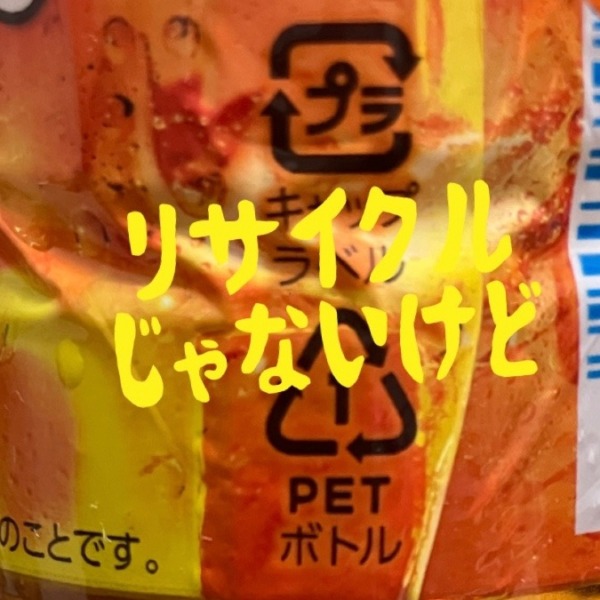 プラ
キャップ
ラベル
リサイクル
じゃないけど
1
PET
ボトル
のことです。